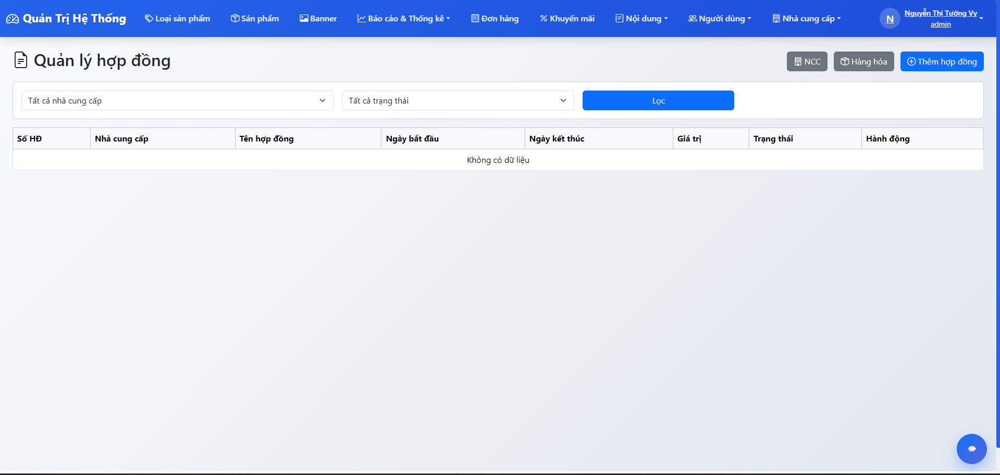 Quản Trị Hệ Thống
Loại sản phẩm
Sản phẩm
Banner
Báo cáo & Thống kê
Đơn hàng
Khuyến mãi
Nội dung
Người dùng
Nhà cung cấp
N
Nguyễn Thị Tường Vy
admin
Quản lý hợp đồng
NCC
Hàng hóa
Thêm hợp đồng
Tất cả nhà cung cấp
Tất cả trạng thái
Lọc
Số HĐ
Nhà cung cấp
Tên hợp đồng
Ngày bắt đầu
Ngày kết thúc
Giá trị
Trạng thái
Hành động
Không có dữ liệu